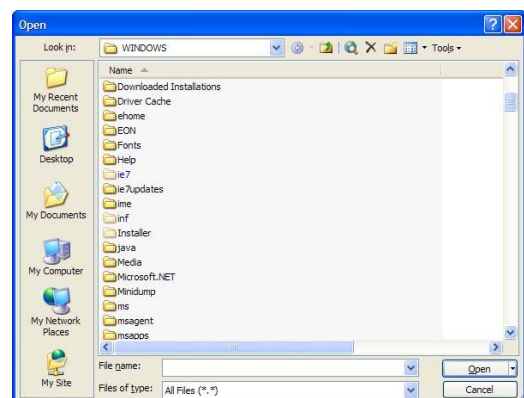 Open
Look in:
WINDOWS
Tools
My Recent
Documents
Desktop
My Documents
My Computer
My Network
Places
My Site
Name
Downloaded Installations
Driver Cache
ehome
EON
Fonts
Help
ie7
ie7updates
ime
inf
Installer
java
Media
Microsoft.NET
Minidump
ms
msagent
msapps
File name:
Open
Files of type:
All Files (*.*)
Cancel